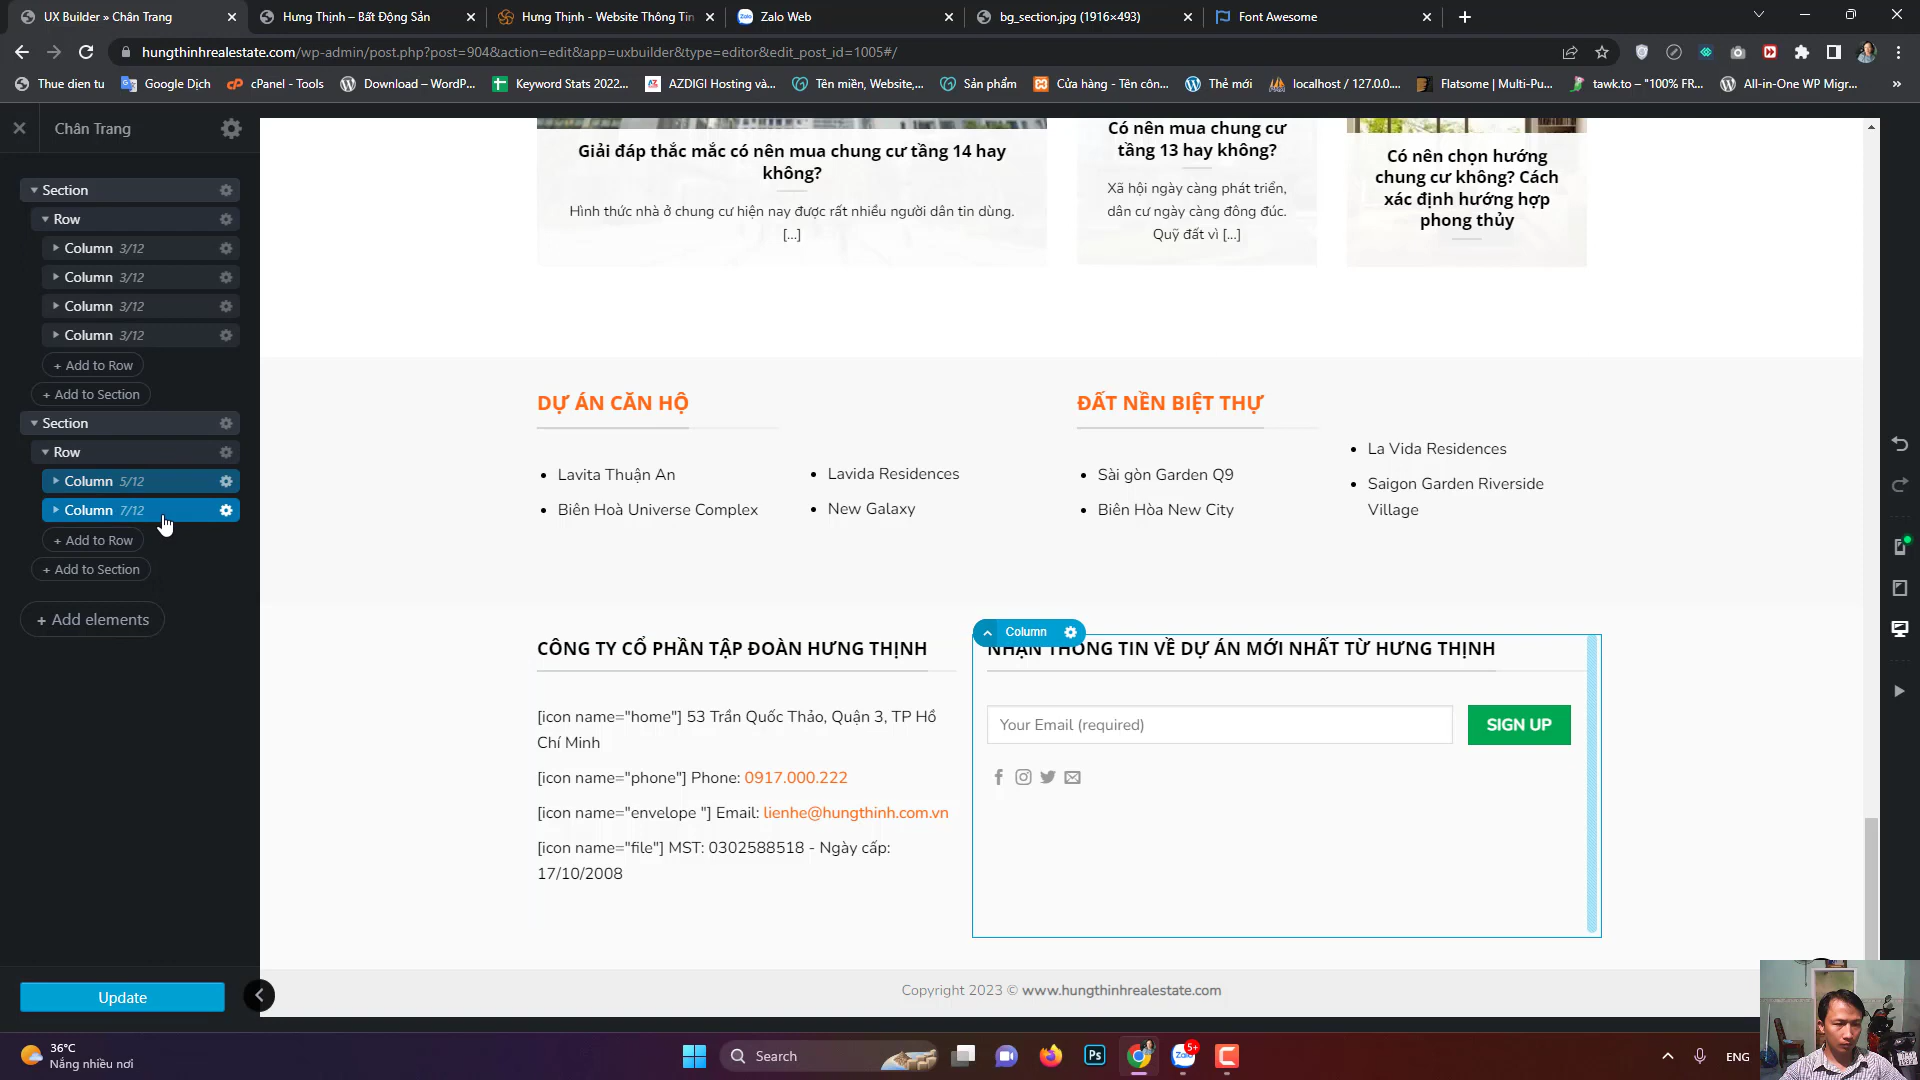 UX Builder » Chân Trang
Hưng Thịnh – Bất Động Sản
Hưng Thịnh - Website Thông Tin
Zalo Web
bg_section.jpg (1916×493)
Font Awesome
hungthinhrealestate.com/wp-admin/post.php?post=904&action=edit&app=uxbuilder&type=editor&edit_post_id=1005#/
Thue dien tu
Google Dịch
cPanel - Tools
Download – WordP...
Keyword Stats 2022...
AZDIGI Hosting và...
Tên miền, Website,...
Sản phẩm
Cửa hàng - Tên côn...
Thẻ mới
localhost / 127.0.0....
Flatsome | Multi-Pu...
tawk.to – "100% FR...
All-in-One WP Migr...
»
Chân Trang
Section
Row
Column 3/12
Column 3/12
Column 3/12
Column 3/12
+ Add to Row
+ Add to Section
Section
Row
Column 5/12
Column 7/12
+ Add to Row
+ Add to Section
+ Add elements
Update
Giải đáp thắc mắc có nên mua chung cư tầng 14 hay
không?
Hình thức nhà ở chung cư hiện nay được rất nhiều người dân tin dùng.
[...]
Có nên mua chung cư
tầng 13 hay không?
Xã hội ngày càng phát triển,
dân cư ngày càng đông đúc.
Quỹ đất vì [...]
Có nên chọn hướng
chung cư không? Cách
xác định hướng hợp
phong thủy
DỰ ÁN CĂN HỘ
Lavita Thuận An
Biên Hoà Universe Complex
Lavida Residences
New Galaxy
ĐẤT NỀN BIỆT THỰ
Sài gòn Garden Q9
Biên Hòa New City
La Vida Residences
Saigon Garden Riverside
Village
CÔNG TY CỔ PHẦN TẬP ĐOÀN HƯNG THỊNH
[icon name="home"] 53 Trần Quốc Thảo, Quận 3, TP Hồ
Chí Minh
[icon name="phone"] Phone: 0917.000.222
[icon name="envelope "] Email: lienhe@hungthinh.com.vn
[icon name="file"] MST: 0302588518 - Ngày cấp:
17/10/2008
Column
NHẬN THÔNG TIN VỀ DỰ ÁN MỚI NHẤT TỪ HƯNG THỊNH
Your Email (required)
SIGN UP
Copyright 2023 © www.hungthinhrealestate.com
36°C
Nắng nhiều nơi
Search
Ps
5+
ENG